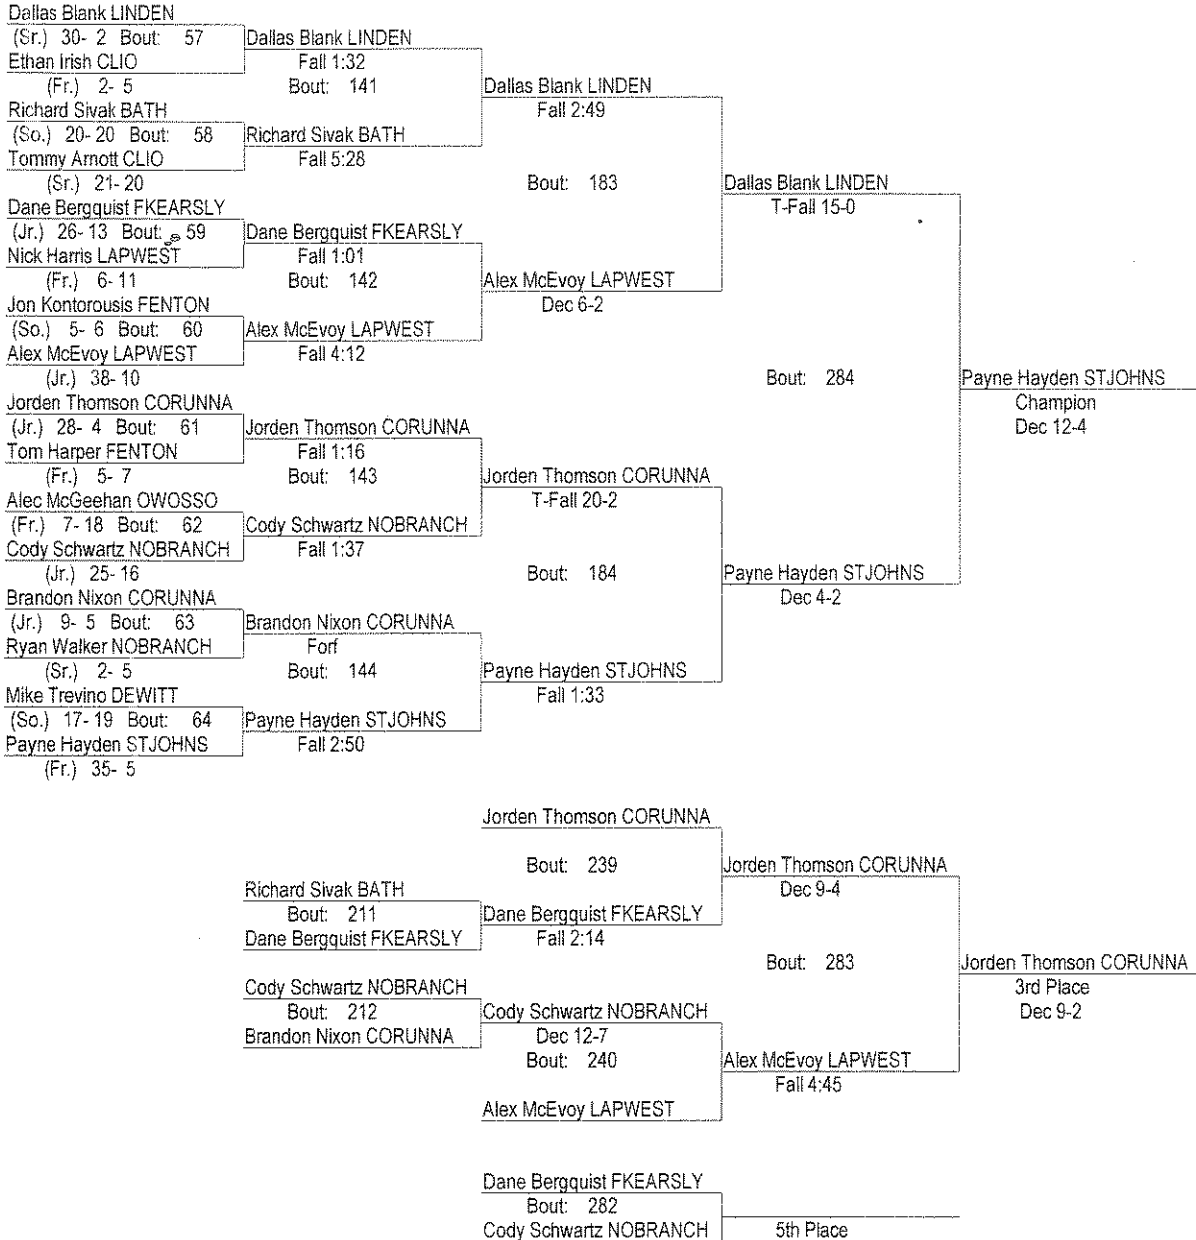 Dallas Blank LINDEN
(Sr.) 30- 2 Bout: 57
Ethan Irish CLIO
(Fr.) 2- 5
Richard Sivak BATH
(So.) 20- 20 Bout: 58
Tommy Arnott CLIO
(Sr.) 21- 20
Dane Bergquist FKEARSLY
(Jr.) 26- 13 Bout: 59
Nick Harris LAPWEST
(Fr.) 6- 11
Jon Kontorousis FENTON
(So.) 5- 6 Bout: 60
Alex McEvoy LAPWEST
(Jr.) 38- 10
Jorden Thomson CORUNNA
(Jr.) 28- 4 Bout: 61
Tom Harper FENTON
(Fr.) 5- 7
Alec McGeehan OWOSSO
(Fr.) 7- 18 Bout: 62
Cody Schwartz NOBRANCH
(Jr.) 25- 16
Brandon Nixon CORUNNA
(Jr.) 9- 5 Bout: 63
Ryan Walker NOBRANCH
(Sr.) 2- 5
Mike Trevino DEWITT
(So.) 17- 19 Bout: 64
Payne Hayden STJOHNS
(Fr.) 35- 5
Dallas Blank LINDEN
Fall 1:32
Bout: 141
Richard Sivak BATH
Fall 5:28
Dane Bergquist FKEARSLY
Fall 1:01
Bout: 142
Alex McEvoy LAPWEST
Fall 4:12
Jorden Thomson CORUNNA
Fall 1:16
Bout: 143
Cody Schwartz NOBRANCH
Fall 1:37
Brandon Nixon CORUNNA
Forf
Bout: 144
Payne Hayden STJOHNS
Fall 2:50
Dallas Blank LINDEN
Fall 2:49
Bout: 183
Alex McEvoy LAPWEST
Dec 6-2
Jorden Thomson CORUNNA
T-Fall 20-2
Bout: 184
Payne Hayden STJOHNS
Fall 1:33
Dallas Blank LINDEN
T-Fall 15-0
Bout: 284
Payne Hayden STJOHNS
Dec 4-2
Payne Hayden STJOHNS
Champion
Dec 12-4
Richard Sivak BATH
Bout: 211
Dane Bergquist FKEARSLY
Cody Schwartz NOBRANCH
Bout: 212
Brandon Nixon CORUNNA
Jorden Thomson CORUNNA
Bout: 239
Dane Bergquist FKEARSLY
Fall 2:14
Cody Schwartz NOBRANCH
Dec 12-7
Bout: 240
Alex McEvoy LAPWEST
Jorden Thomson CORUNNA
Dec 9-4
Bout: 283
Alex McEvoy LAPWEST
Fall 4:45
Jorden Thomson CORUNNA
3rd Place
Dec 9-2
Dane Bergquist FKEARSLY
Bout: 282
Cody Schwartz NOBRANCH
5th Place